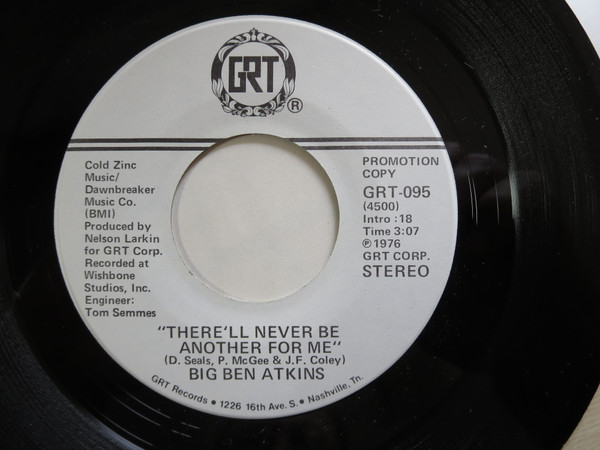 GRT
®
Cold Zinc
Music/
Dawnbreaker
Music Co.
(BMI)
Produced by
Nelson Larkin
for GRT Corp.
Recorded at
Wishbone
Studios, Inc.
Engineer:
Tom Semmes
PROMOTION
COPY
GRT-095
(4500)
Intro :18
Time 3:07
℗1976
GRT CORP.
STEREO
"THERE'LL NEVER BE
ANOTHER FOR ME"
(D. Seals, P. McGee & J.F. Coley)
BIG BEN ATKINS
GRT Records • 1226 16th Ave. S. • Nashville, Tn.